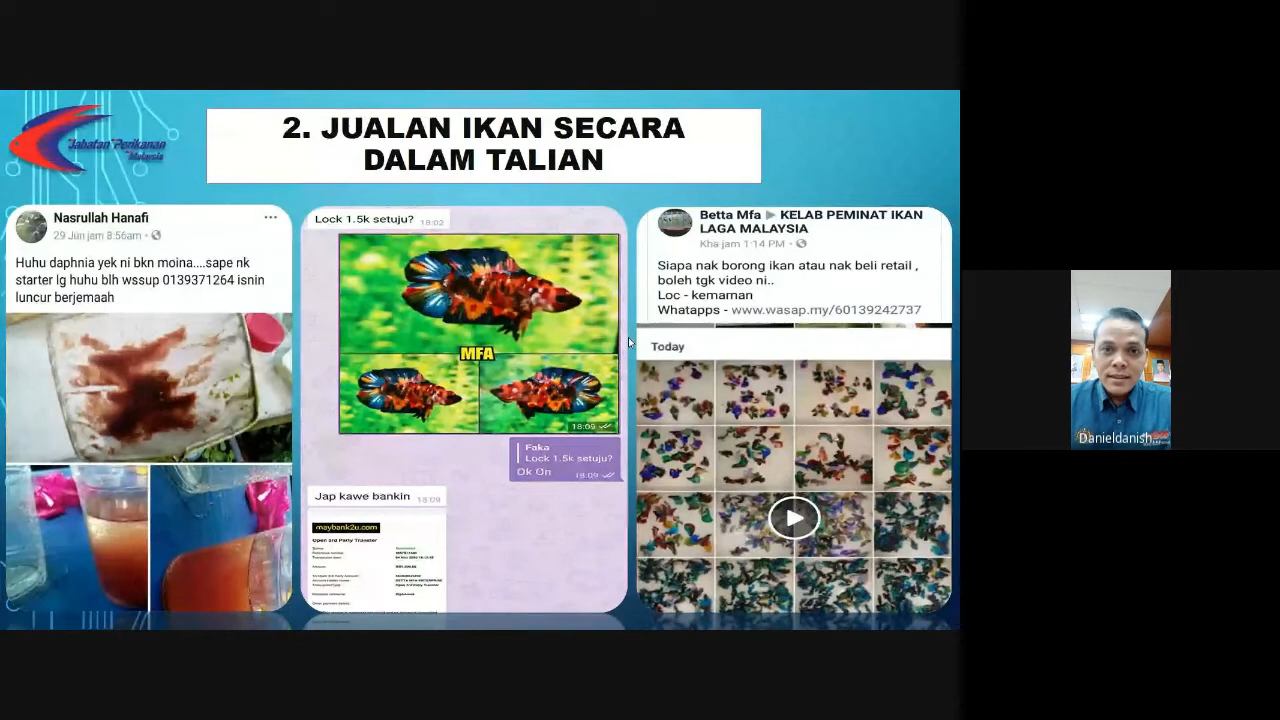 Jabatan Perikanan
Malaysia
2. JUALAN IKAN SECARA
DALAM TALIAN
Nasrullah Hanafi
29 Jun jam 8:56am
Huhu daphnia yek ni bkn moina....sape nk
starter lg huhu blh wssup 0139371264 isnin
luncur berjemaah
Lock 1.5k setuju? 18:02
MFA
18:09
Faka
Lock 1.5k setuju?
Ok On 18:09
Jap kawe bankin 18:09
maybank2u.com
Open 3rd Party Transfer
Betta Mfa ▶ KELAB PEMINAT IKAN
LAGA MALAYSIA
Kha jam 1:14 PM
Siapa nak borong ikan atau nak beli retail ,
boleh tgk video ni..
Loc - kemaman
Whatapps - www.wasap.my/60139242737
Today
Danieldanish